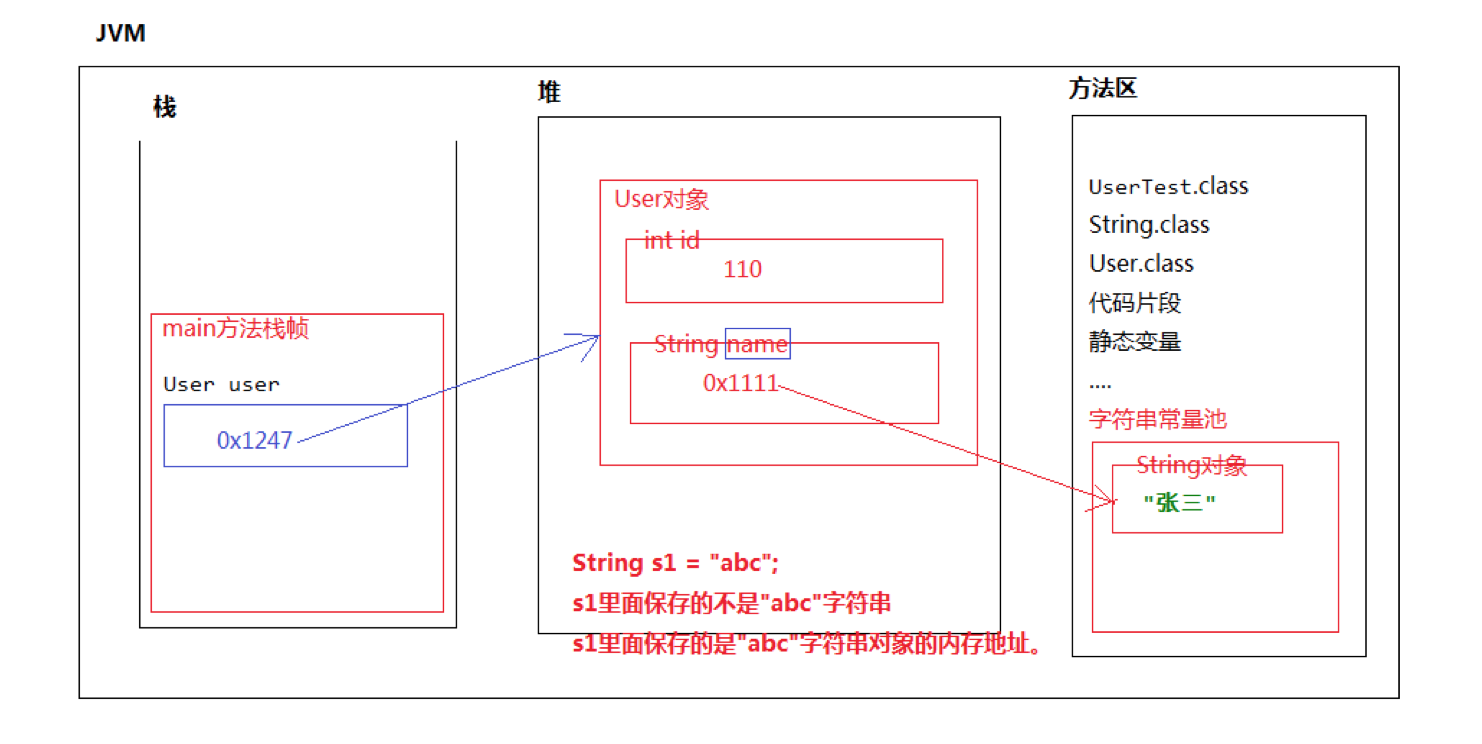 JVM
栈
main方法栈帧
User user
0x1247
堆
User对象
int id
110
String name
0x1111
String s1 = "abc";
s1里面保存的不是"abc"字符串
s1里面保存的是"abc"字符串对象的内存地址。
方法区
UserTest.class
String.class
User.class
代码片段
静态变量
....
字符串常量池
String对象
"张三"